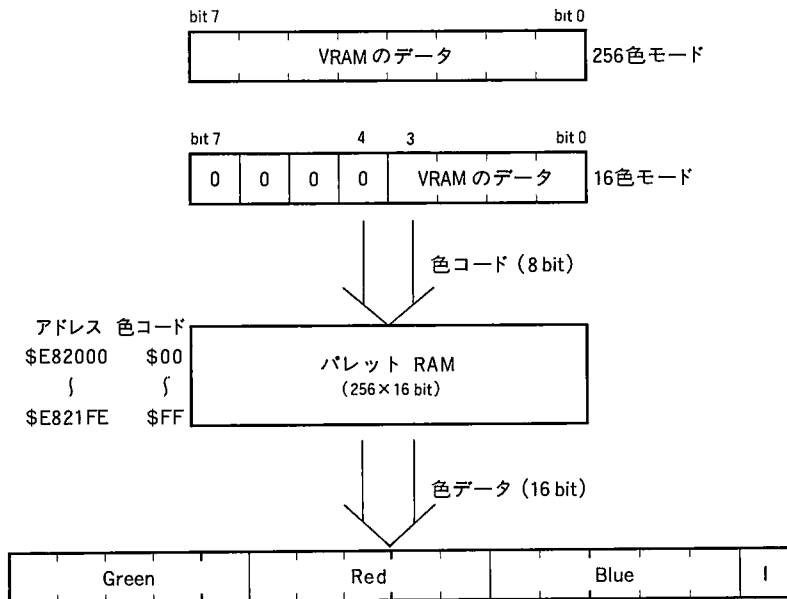 bit 7 bit 0
VRAM のデータ 256色モード
bit 7 4 3 bit 0
0 0 0 0 VRAM のデータ 16色モード
色コード (8 bit)
アドレス 色コード
$E82000 $00
パレット RAM
∫ ∫
(256×16 bit)
$E821FE $FF
色データ (16 bit)
Green Red Blue I